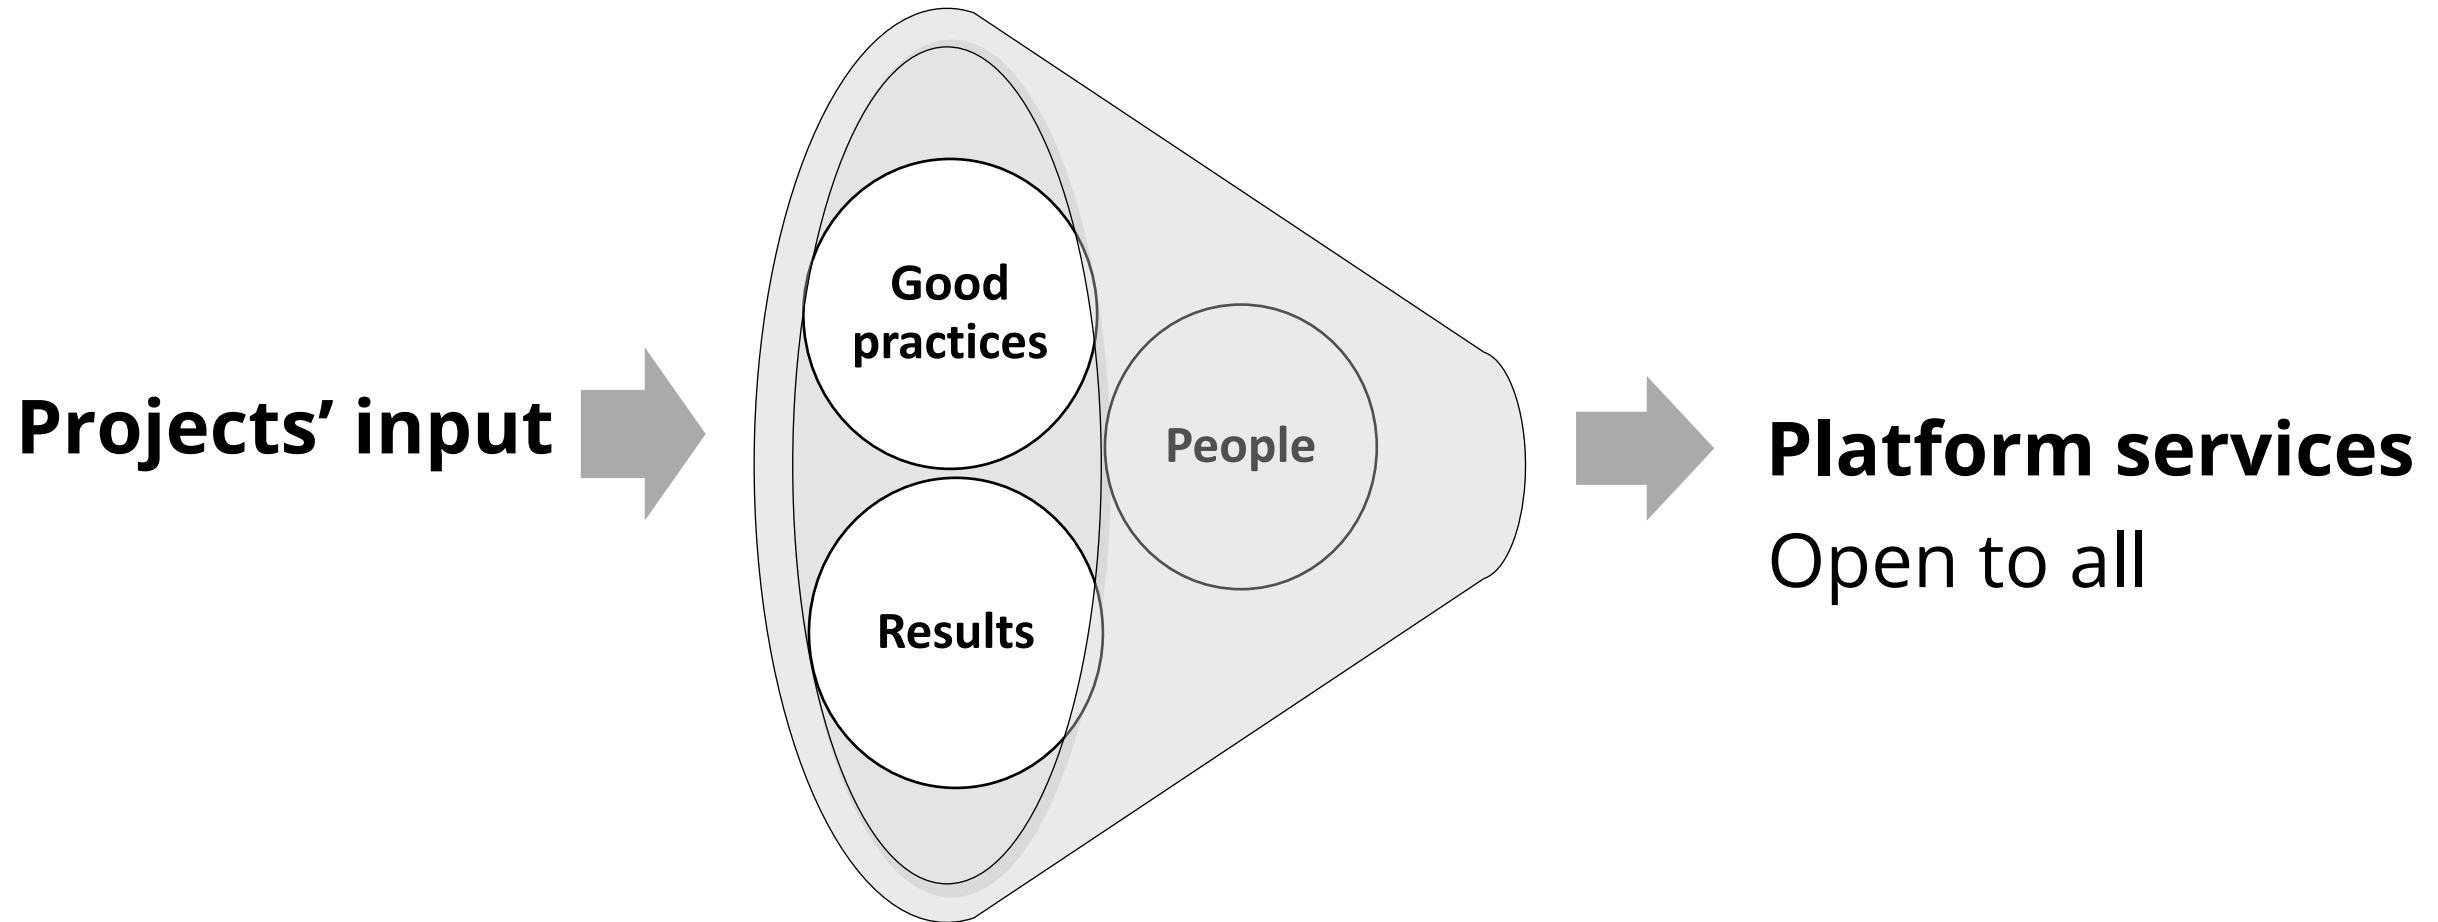 Projects’ input
Good
practices
Results
People
Platform services
Open to all